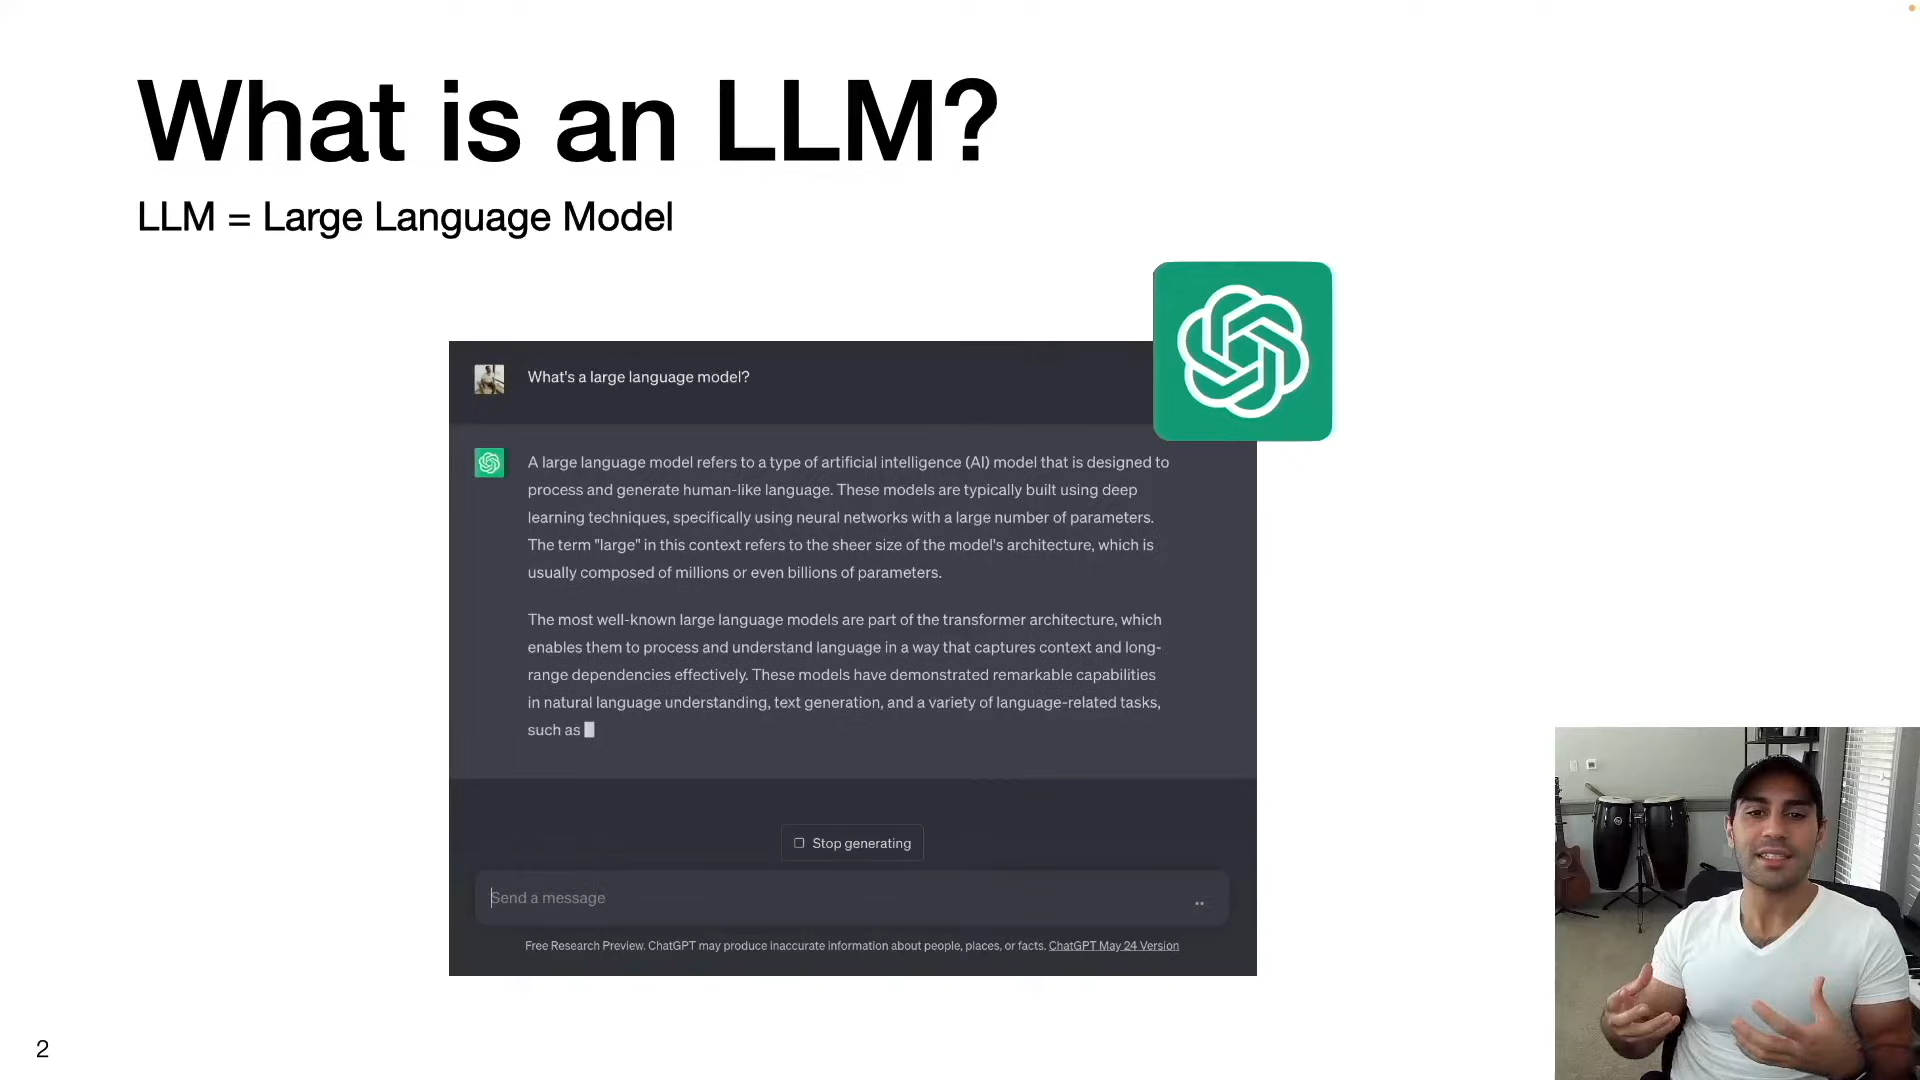 What is an LLM?
LLM = Large Language Model
What's a large language model?
A large language model refers to a type of artificial intelligence (AI) model that is designed to
process and generate human-like language. These models are typically built using deep
learning techniques, specifically using neural networks with a large number of parameters.
The term "large" in this context refers to the sheer size of the model's architecture, which is
usually composed of millions or even billions of parameters.
The most well-known large language models are part of the transformer architecture, which
enables them to process and understand language in a way that captures context and long-
range dependencies effectively. These models have demonstrated remarkable capabilities
in natural language understanding, text generation, and a variety of language-related tasks,
such as
Stop generating
Send a message
Free Research Preview. ChatGPT may produce inaccurate information about people, places, or facts. ChatGPT May 24 Version
2